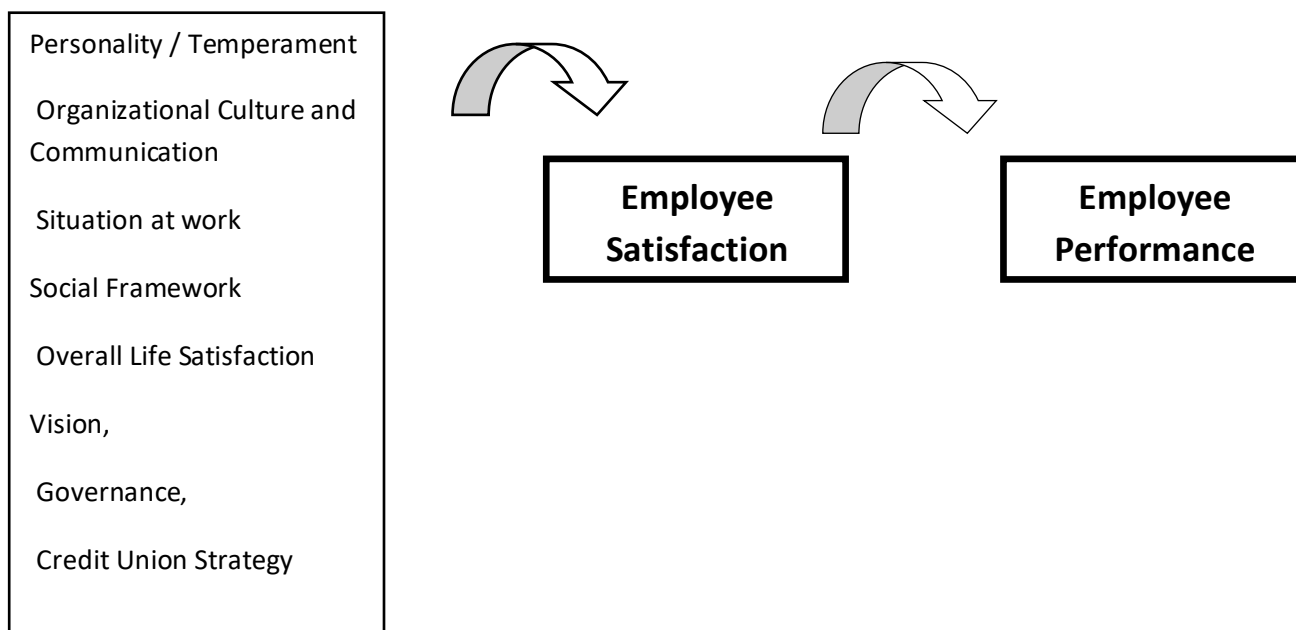 Personality / Temperament
Organizational Culture and
Communication
Situation at work
Social Framework
Overall Life Satisfaction
Vision,
Governance,
Credit Union Strategy
Employee
Satisfaction
Employee
Performance